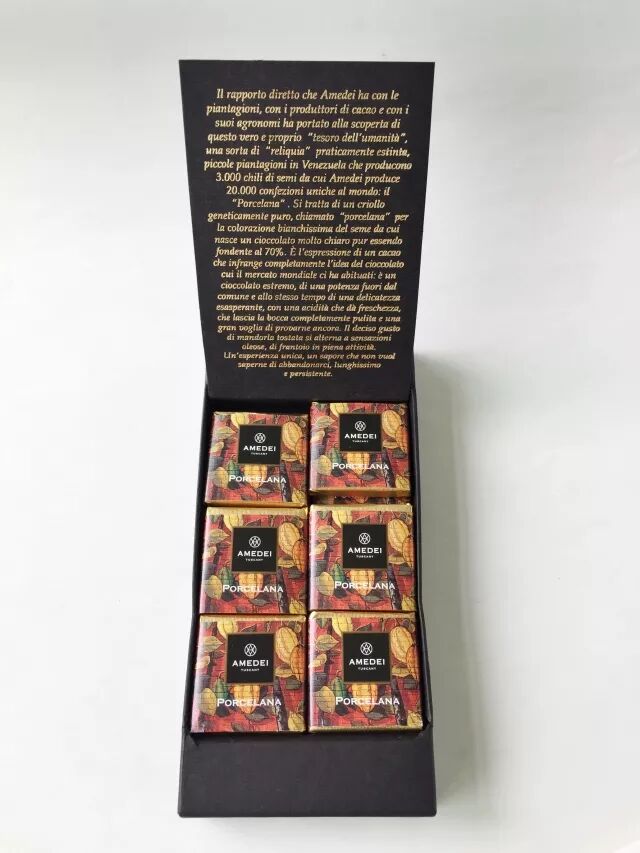 Il rapporto diretto che Amedei ha con le
piantagioni, con i produttori di cacao e con i
suoi agronomi ha portato alla scoperta di
questo vero e proprio "tesoro dell'umanità",
una sorta di "reliquia" praticamente estinta,
piccole piantagioni in Venezuela che producono
3.000 chili di semi da cui Amedei produce
20.000 confezioni uniche al mondo: il
"Porcelana". Si tratta di un criollo
geneticamente puro, chiamato "porcelana" per
la colorazione bianchissima del seme da cui
nasce un cioccolato molto chiaro pur essendo
fondente al 70%. È l'espressione di un cacao
che infrange completamente l'idea del cioccolato
cui il mercato mondiale ci ha abituati: è un
cioccolato estremo, di una potenza fuori dal
comune e allo stesso tempo di una delicatezza
esasperante, con una acidità che dà freschezza,
che lascia la bocca completamente pulita e una
gran voglia di provarne ancora. Il deciso gusto
di mandorla tostata si alterna a sensazioni
oleose, di frantoio in piena attività.
Un'esperienza unica, un sapore che non vuol
saperne di abbandonarci, lunghissimo
e persistente.
AMEDEI
TUSCANY
PORCELANA
AMEDEI
TUSCANY
PORCELANA
AMEDEI
TUSCANY
PORCELANA
AMEDEI
TUSCANY
PORCELANA
AMEDEI
TUSCANY
PORCELANA
AMEDEI
TUSCANY
PORCELANA